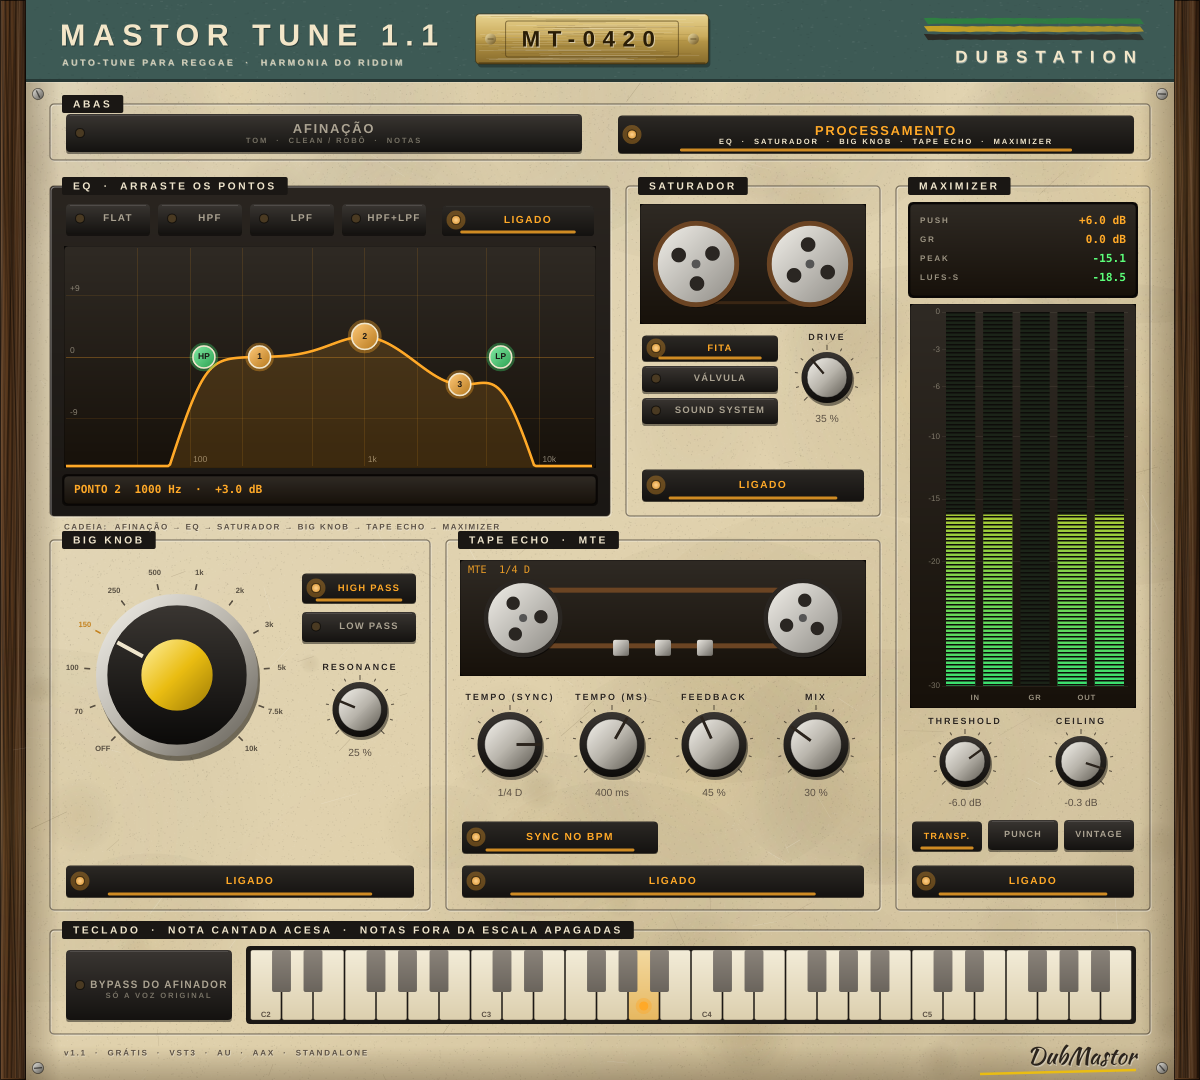 MASTOR TUNE 1.1
AUTO-TUNE PARA REGGAE · HARMONIA DO RIDDIM
MT-0420
DUBSTATION
ABAS
AFINAÇÃO
TOM · CLEAN / ROBÔ · NOTAS
PROCESSAMENTO
EQ · SATURADOR · BIG KNOB · TAPE ECHO · MAXIMIZER
EQ · ARRASTE OS PONTOS
FLAT
HPF
LPF
HPF+LPF
LIGADO
+9
0
-9
HP
1
2
3
LP
100
1k
10k
PONTO 2 1000 Hz · +3.0 dB
SATURADOR
FITA
VÁLVULA
SOUND SYSTEM
DRIVE
35 %
LIGADO
MAXIMIZER
PUSH +6.0 dB
GR 0.0 dB
PEAK -15.1
LUFS-S -18.5
0
-3
-6
-10
-15
-20
-30
IN GR OUT
THRESHOLD
CEILING
-6.0 dB
-0.3 dB
TRANSP.
PUNCH
VINTAGE
LIGADO
CADEIA: AFINAÇÃO → EQ → SATURADOR → BIG KNOB → TAPE ECHO → MAXIMIZER
BIG KNOB
OFF
70
100
150
250
500
1k
2k
3k
5k
7.5k
10k
HIGH PASS
LOW PASS
RESONANCE
25 %
LIGADO
TAPE ECHO · MTE
MTE 1/4 D
TEMPO (SYNC)
TEMPO (MS)
FEEDBACK
MIX
1/4 D
400 ms
45 %
30 %
SYNC NO BPM
LIGADO
TECLADO · NOTA CANTADA ACESA · NOTAS FORA DA ESCALA APAGADAS
BYPASS DO AFINADOR
SÓ A VOZ ORIGINAL
C2
C3
C4
C5
v1.1 · GRÁTIS · VST3 · AU · AAX · STANDALONE
DubMastor